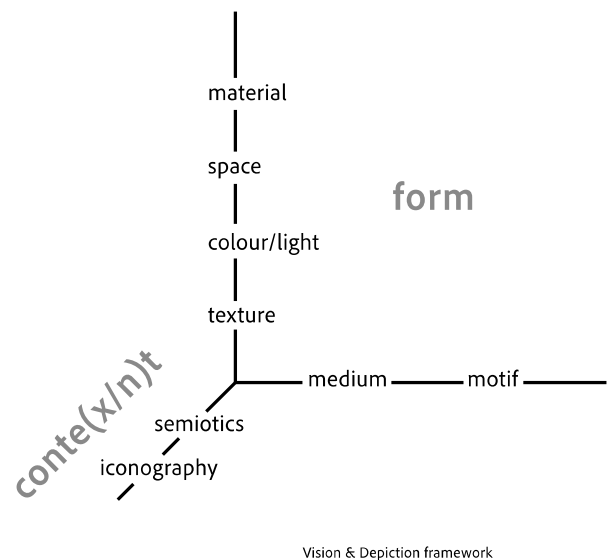 material
space
form
colour/light
texture
conte(x/n)t
medium motif
semiotics
iconography
Vision & Depiction framework